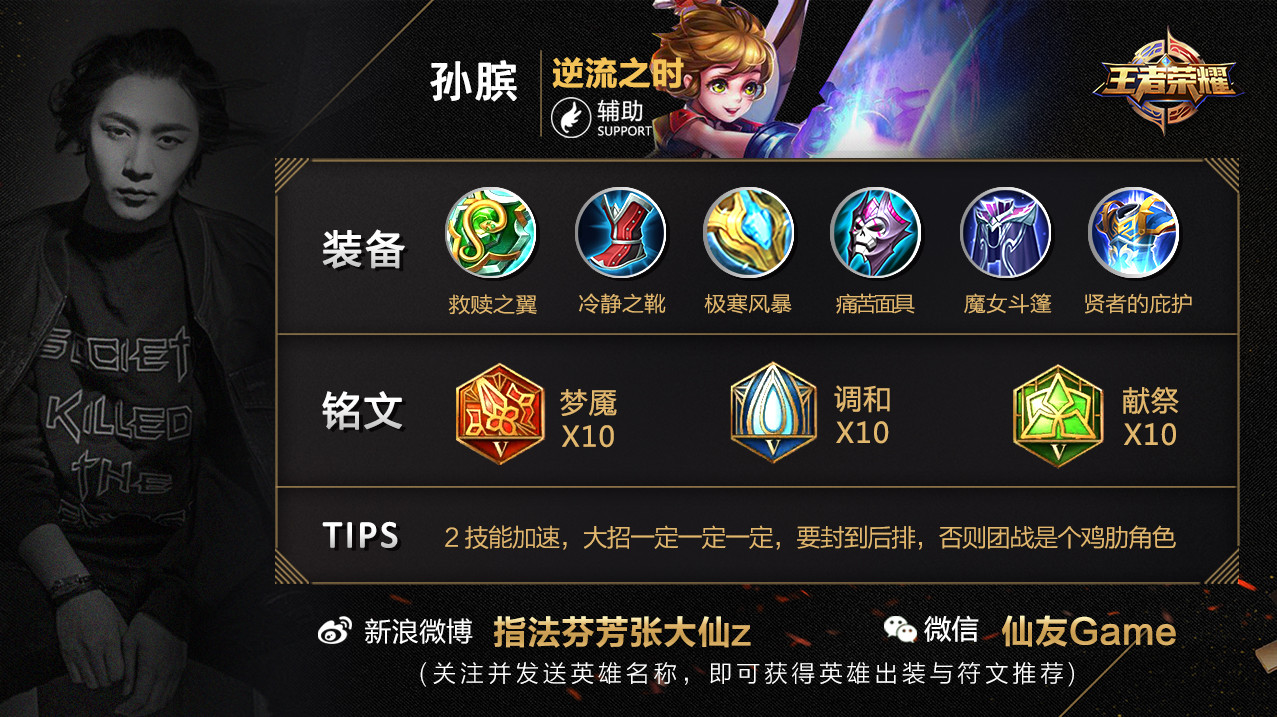 孙膑
逆流之时
辅助
SUPPORT
王者荣耀
装备
救赎之翼 冷静之靴 极寒风暴 痛苦面具 魔女斗篷 贤者的庇护
铭文
梦魇
X10
调和
X10
献祭
X10
V V V
TIPS
2技能加速，大招一定一定一定，要封到后排，否则团战是个鸡肋角色
SOCIETY
KILLED
THE
新浪微博 指法芬芳张大仙z 微信 仙友Game
(关注并发送英雄名称，即可获得英雄出装与符文推荐)